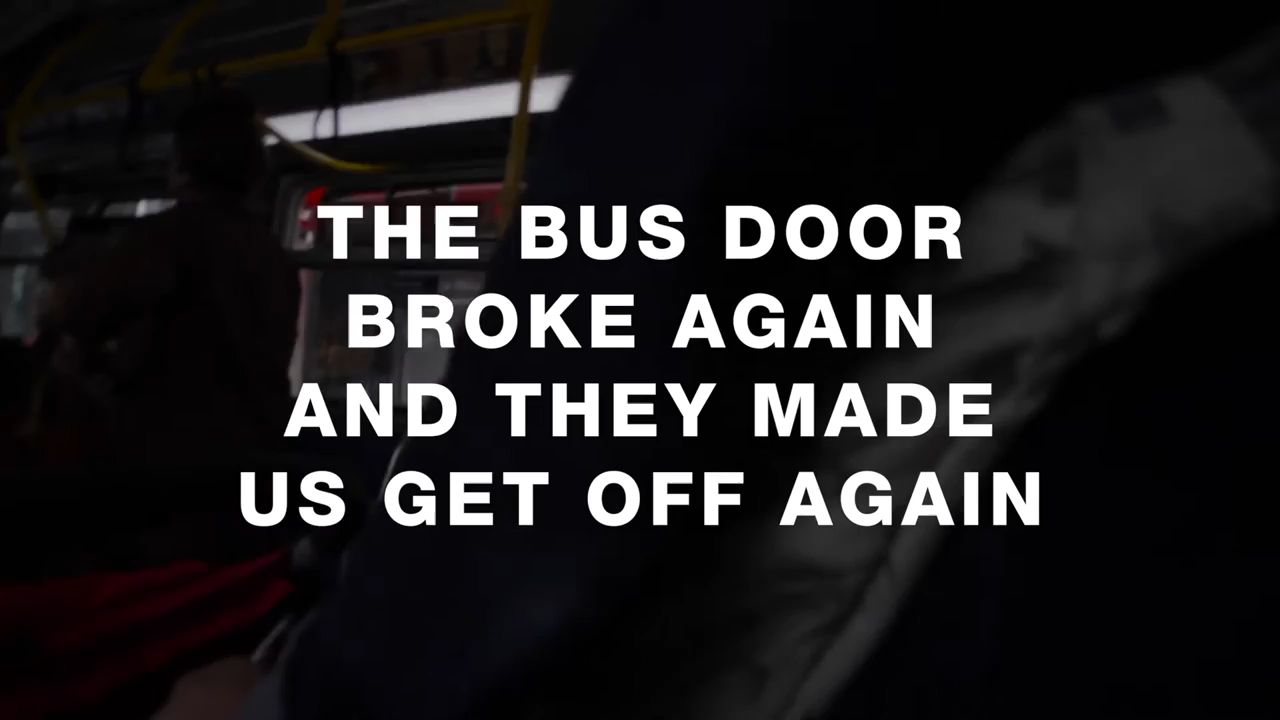 THE BUS DOOR
BROKE AGAIN
AND THEY MADE
US GET OFF AGAIN